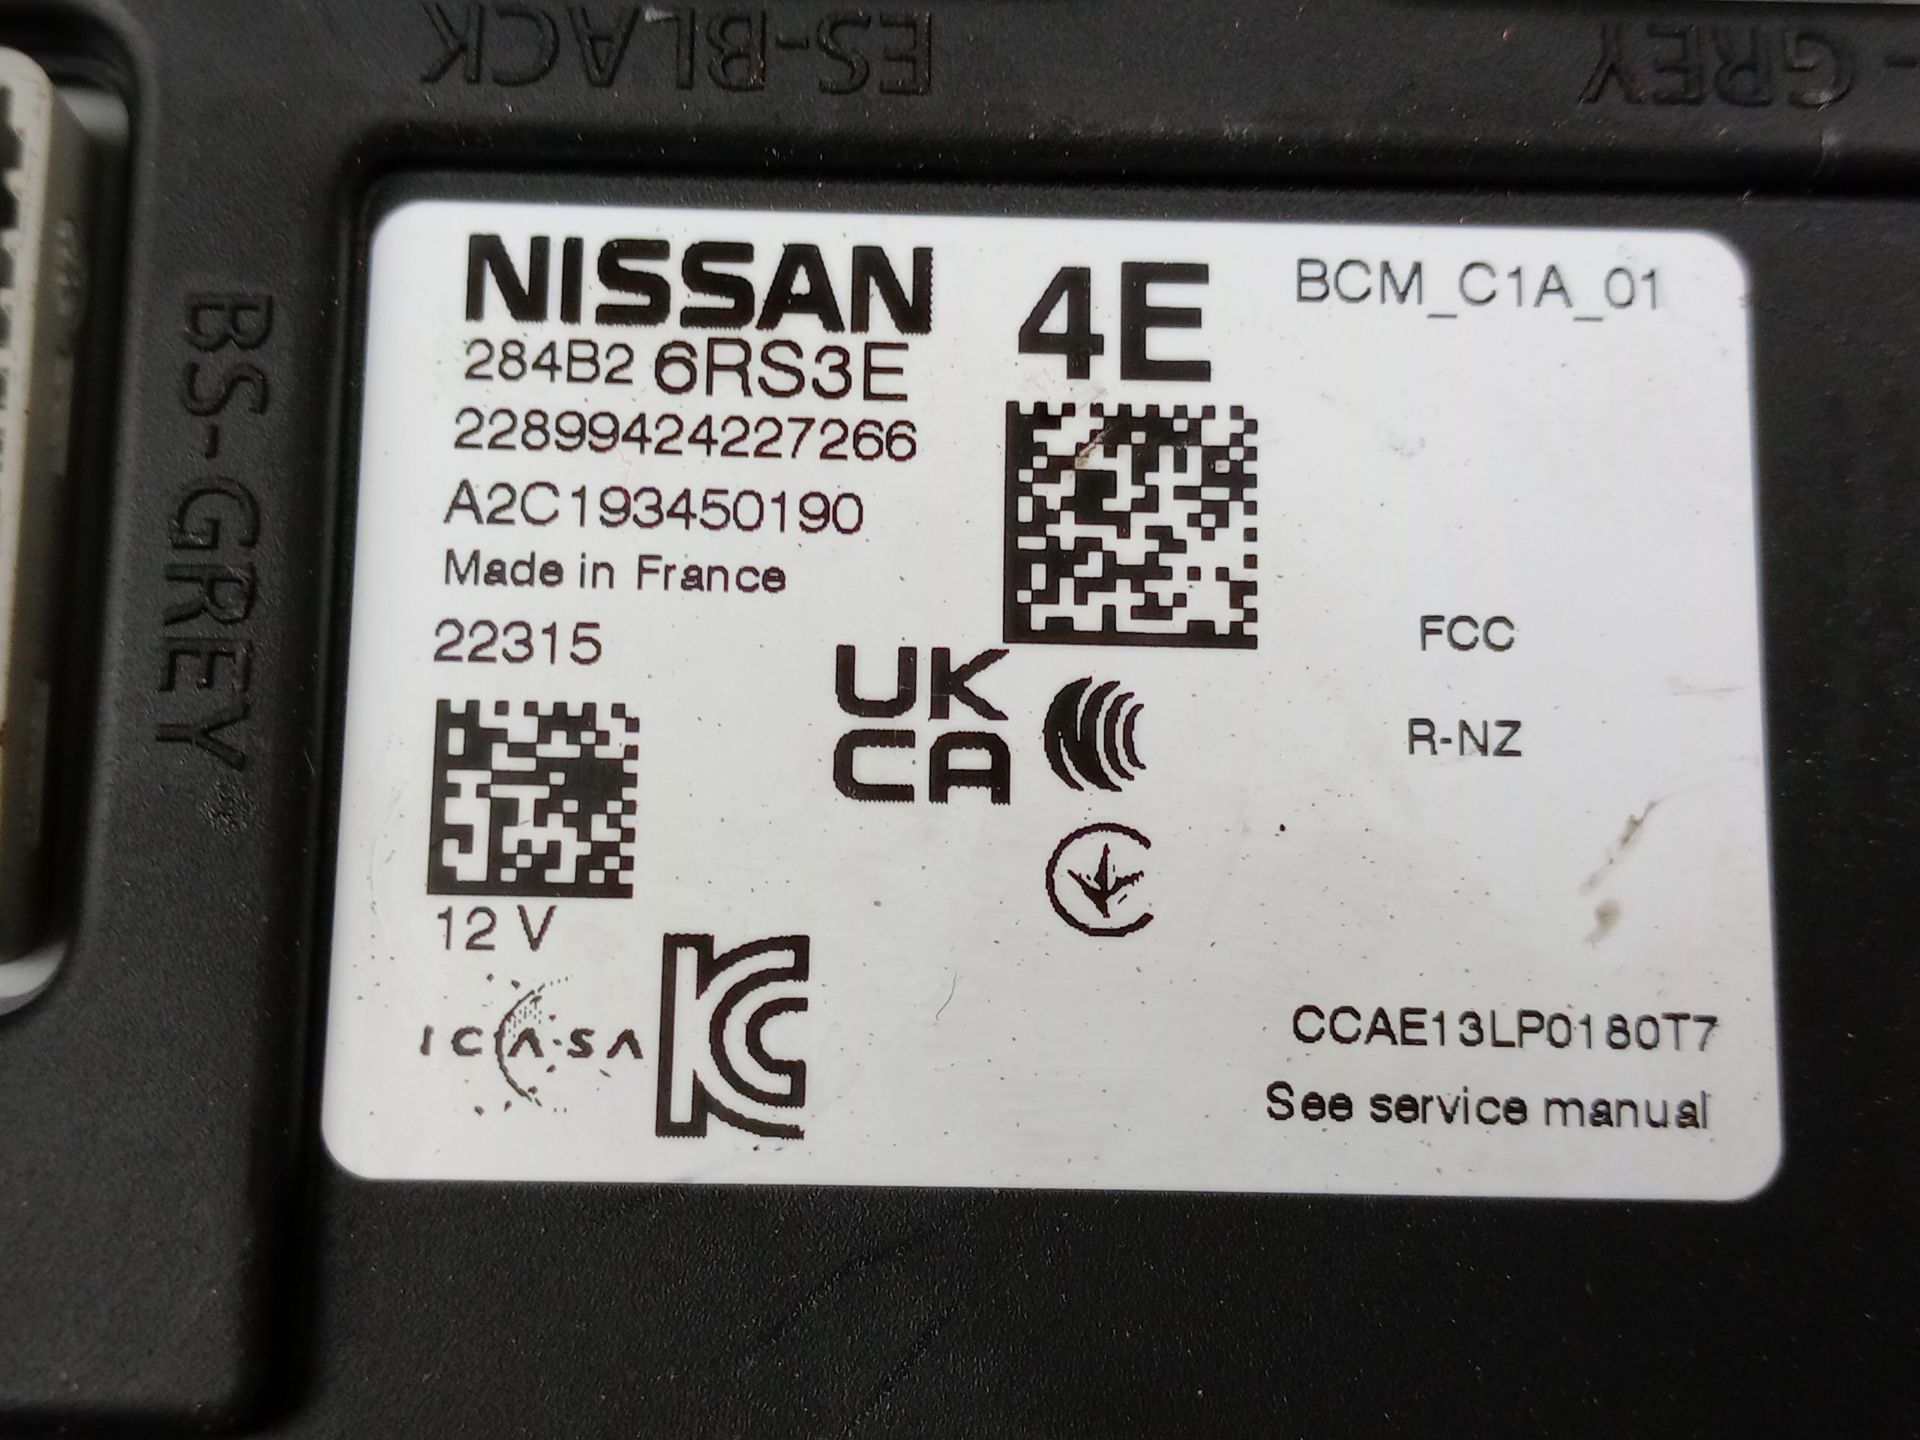 ES-BLACK
- GREY
BS-GREY
NISSAN
4E
BCM_C1A_01
284B2 6RS3E
22899424227266
A2C193450190
Made in France
22315
FCC
UK
CA
R-NZ
12 V
ICASA
KC
CCAE13LP0180T7
See service manual